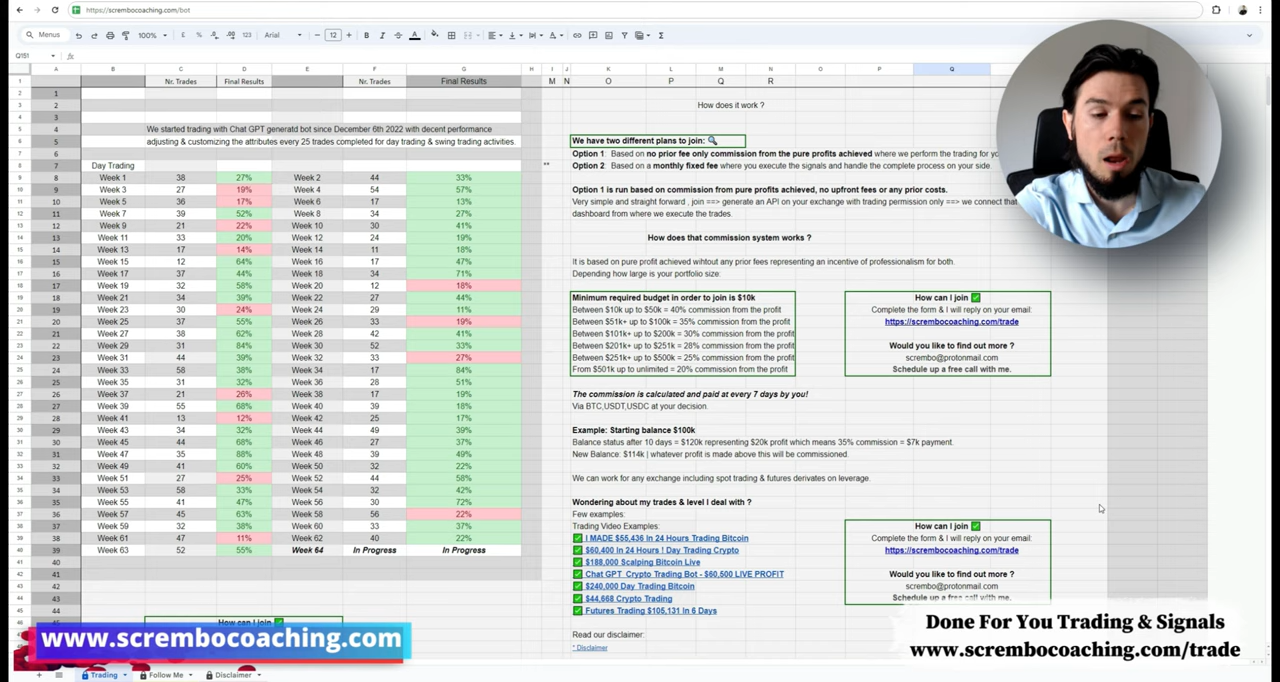 https://scrembocoaching.com/bot
Menus 100% £ % .0 .00 123 Arial 12 B I S A
Q151 fx
A B C D E F G H I J K L M N O P Q
Nr. Trades Final Results Nr. Trades Final Results M N O P Q R
How does it work ?
We started trading with Chat GPT generatd bot since December 6th 2022 with decent performance
adjusting & customizing the attributes every 25 trades completed for day trading & swing trading activities.
Day Trading
Week 1 38 27% Week 2 44 33%
Week 3 27 19% Week 4 54 57%
Week 5 36 17% Week 6 17 13%
Week 7 39 52% Week 8 34 27%
Week 9 21 22% Week 10 30 41%
Week 11 33 20% Week 12 24 19%
Week 13 17 14% Week 14 11 18%
Week 15 12 64% Week 16 17 47%
Week 17 37 44% Week 18 34 71%
Week 19 32 58% Week 20 12 18%
Week 21 34 39% Week 22 27 44%
Week 23 30 24% Week 24 29 11%
Week 25 37 55% Week 26 33 19%
Week 27 38 62% Week 28 42 41%
Week 29 31 84% Week 30 52 33%
Week 31 44 39% Week 32 33 27%
Week 33 58 38% Week 34 17 84%
Week 35 31 32% Week 36 28 51%
Week 37 21 26% Week 38 17 19%
Week 39 55 68% Week 40 39 18%
Week 41 13 12% Week 42 25 17%
Week 43 34 32% Week 44 49 39%
Week 45 44 68% Week 46 27 37%
Week 47 35 88% Week 48 39 49%
Week 49 41 60% Week 50 32 22%
Week 51 27 25% Week 52 44 58%
Week 53 58 33% Week 54 32 42%
Week 55 41 47% Week 56 30 72%
Week 57 45 63% Week 58 56 22%
Week 59 32 38% Week 60 33 37%
Week 61 47 11% Week 62 40 22%
Week 63 52 55% Week 64 In Progress In Progress
How can I join
**
We have two different plans to join:
Option 1: Based on no prior fee only commission from the pure profits achieved where we perform the trading for
Option 2: Based on a monthly fixed fee where you execute the signals and handle the complete process on your side.
Option 1 is run based on commission from pure profits achieved, no upfront fees or any prior costs.
Very simple and straight forward , join ==> generate an API on your exchange with trading permission only ==> we connect that
dashboard from where we execute the trades.
How does that commission system works ?
It is based on pure profit achieved wihtout any prior fees representing an incentive of professionalism for both.
Depending how large is your portfolio size:
Minimum required budget in order to join is $10k
Between $10k up to $50k = 40% commission from the profit
Between $51k+ up to $100k = 35% commission from the profit
Between $101k+ up to $200k = 30% commission from the profit
Between $201k+ up to $251k = 28% commission from the profit
Between $251k+ up to $500k = 25% commission from the profit
From $501k up to unlimited = 20% commission from the profit
How can I join
Complete the form & I will reply on your email:
https://scrembocoaching.com/trade
Would you like to find out more ?
scrembo@protonmail.com
Schedule up a free call with me.
The commission is calculated and paid at every 7 days by you!
Via BTC,USDT,USDC at your decision.
Example: Starting balance $100k
Balance status after 10 days = $120k representing $20k profit which means 35% commission = $7k payment.
New Balance: $114k | whatever profit is made above this will be commissioned.
We can work for any exchange including spot trading & futures derivates on leverage.
Wondering about my trades & level I deal with ?
Few examples:
Trading Video Examples:
I MADE $55,436 In 24 Hours Trading Bitcoin
$60,400 In 24 Hours ! Day Trading Crypto
$188,000 Scalping Bitcoin Live
Chat GPT Crypto Trading Bot - $60,500 LIVE PROFIT
$240,000 Day Trading Bitcoin
$44,668 Crypto Trading
Futures Trading $105,131 In 6 Days
Read our disclaimer:
* Disclaimer
How can I join
Complete the form & I will reply on your email:
https://scrembocoaching.com/trade
Would you like to find out more ?
scrembo@protonmail.com
Schedule up a free call with me.
www.scrembocoaching.com
Done For You Trading & Signals
www.scrembocoaching.com/trade
Trading Follow Me Disclaimer